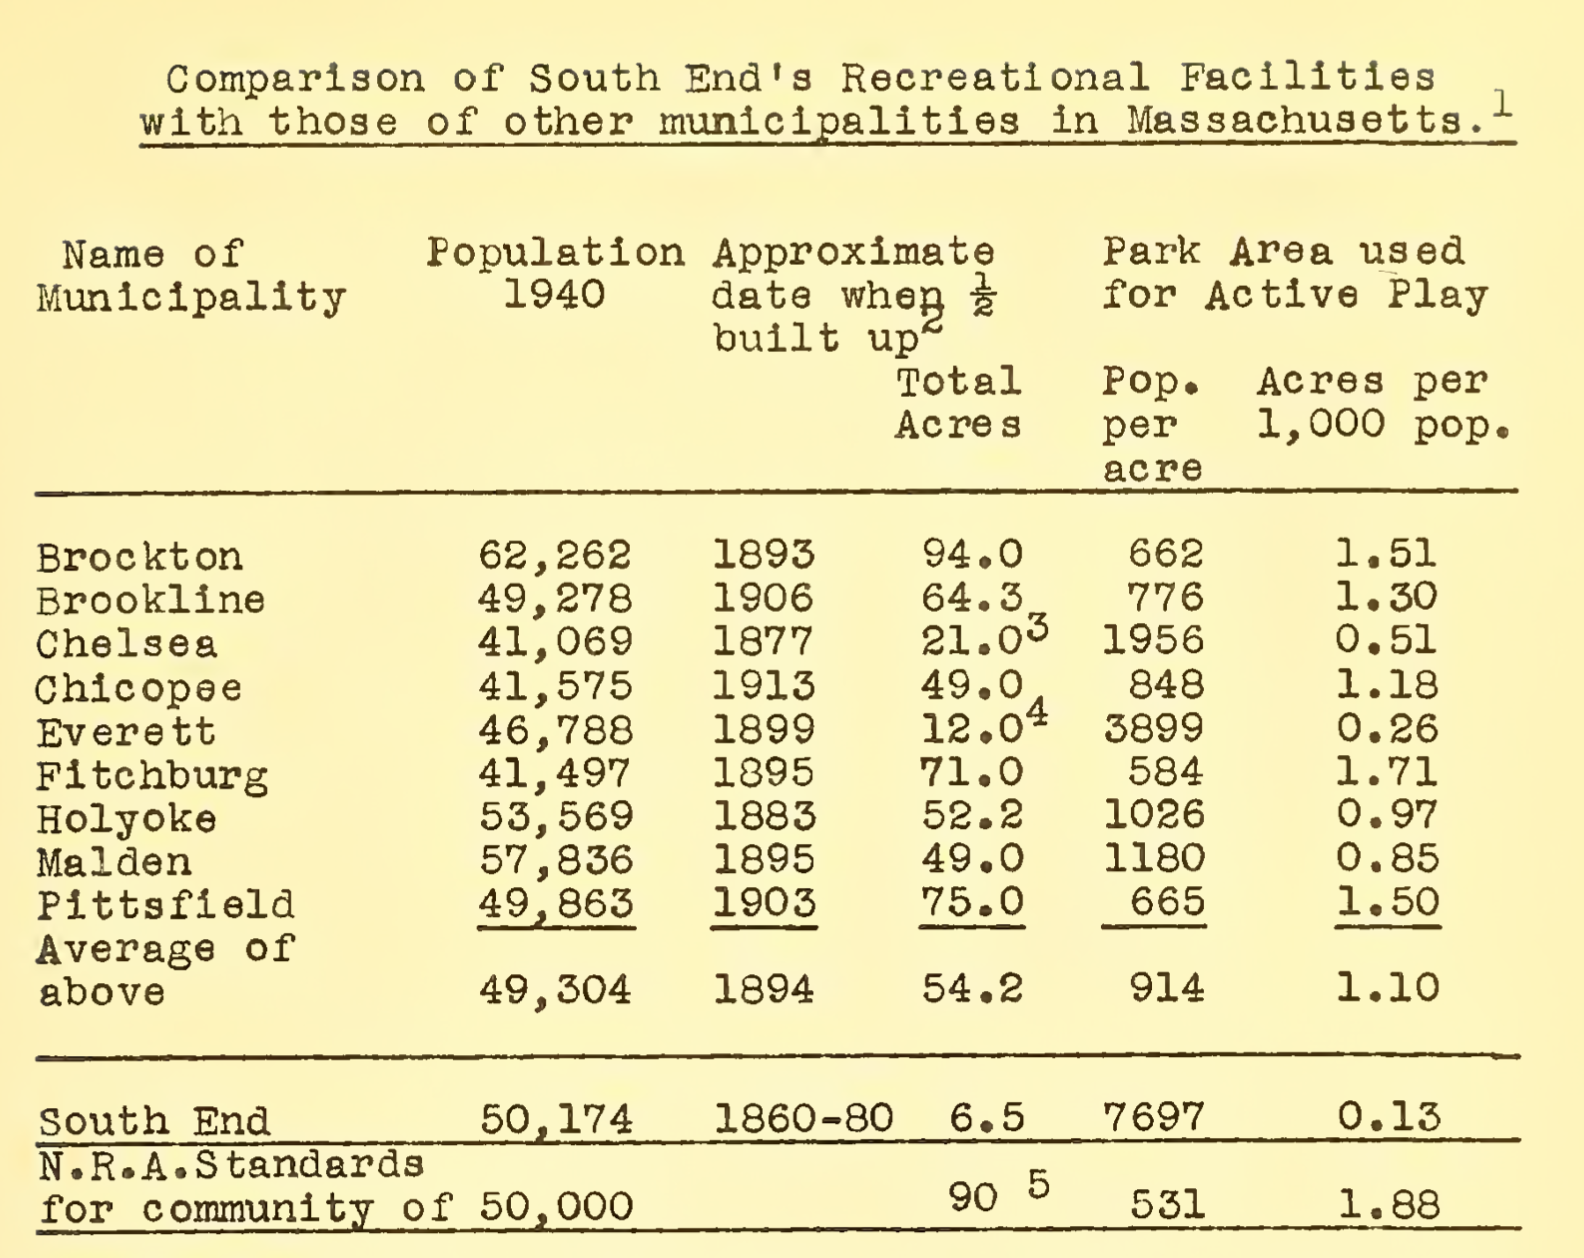 Comparison of South End's Recreational Facilities
with those of other municipalities in Massachusetts.1
Name of Population Approximate Park Area used
Municipality 1940 date when ½ for Active Play
built up2
Total Pop. Acres per
Acres per 1,000 pop.
acre
Brockton 62,262 1893 94.0 662 1.51
Brookline 49,278 1906 64.3 776 1.30
Chelsea 41,069 1877 21.03 1956 0.51
Chicopee 41,575 1913 49.0 848 1.18
Everett 46,788 1899 12.04 3899 0.26
Fitchburg 41,497 1895 71.0 584 1.71
Holyoke 53,569 1883 52.2 1026 0.97
Malden 57,836 1895 49.0 1180 0.85
Pittsfield 49,863 1903 75.0 665 1.50
Average of
above 49,304 1894 54.2 914 1.10
South End 50,174 1860-80 6.5 7697 0.13
N.R.A.Standards
for community of 50,000 90 5 531 1.88